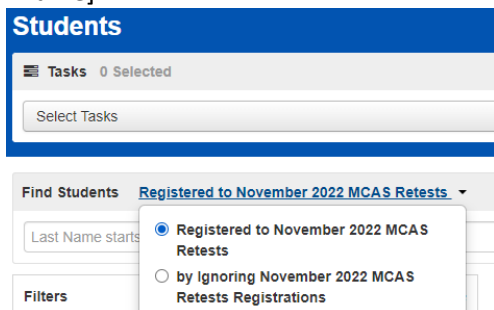 Students
Tasks 0 Selected
Select Tasks
Find Students Registered to November 2022 MCAS Retests
Last Name starts
Registered to November 2022 MCAS
Retests
by Ignoring November 2022 MCAS
Retests Registrations
Filters